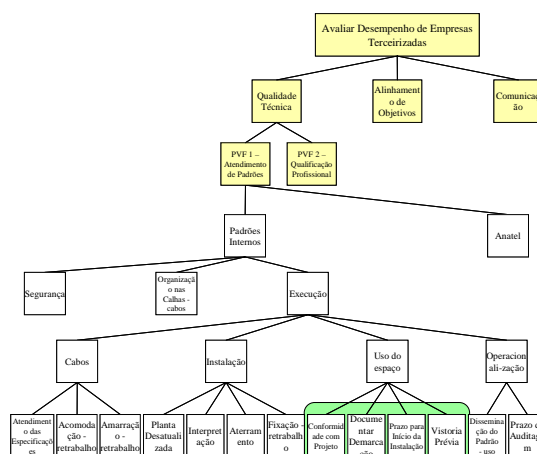 Avaliar Desempenho de Empresas
Terceirizadas
Qualidade
Técnica
Alinhament
o de
Objetivos
Comunicaç
ão
PVF 1 –
Atendimento
de Padrões
PVF 2 –
Qualificação
Profissional
Padrões
Internos
Anatel
Segurança
Organizaçã
o nas
Calhas -
cabos
Execução
Cabos
Instalação
Uso do
espaço
Operacion
ali-zação
Atendiment
o das
Especificaçõ
es
Acomoda
ção -
retrabalho
Amarraçã
o -
retrabalho
Planta
Desatuali
zada
Interpret
ação
Aterram
ento
Fixação -
retrabalh
o
Conformid
ade com
Projeto
Docume
ntar
Demarca
ção
Prazo para
Início da
Instalação
Vistoria
Prévia
Dissemina
ção do
Padrão
- uso
Prazo d
Auditag
m